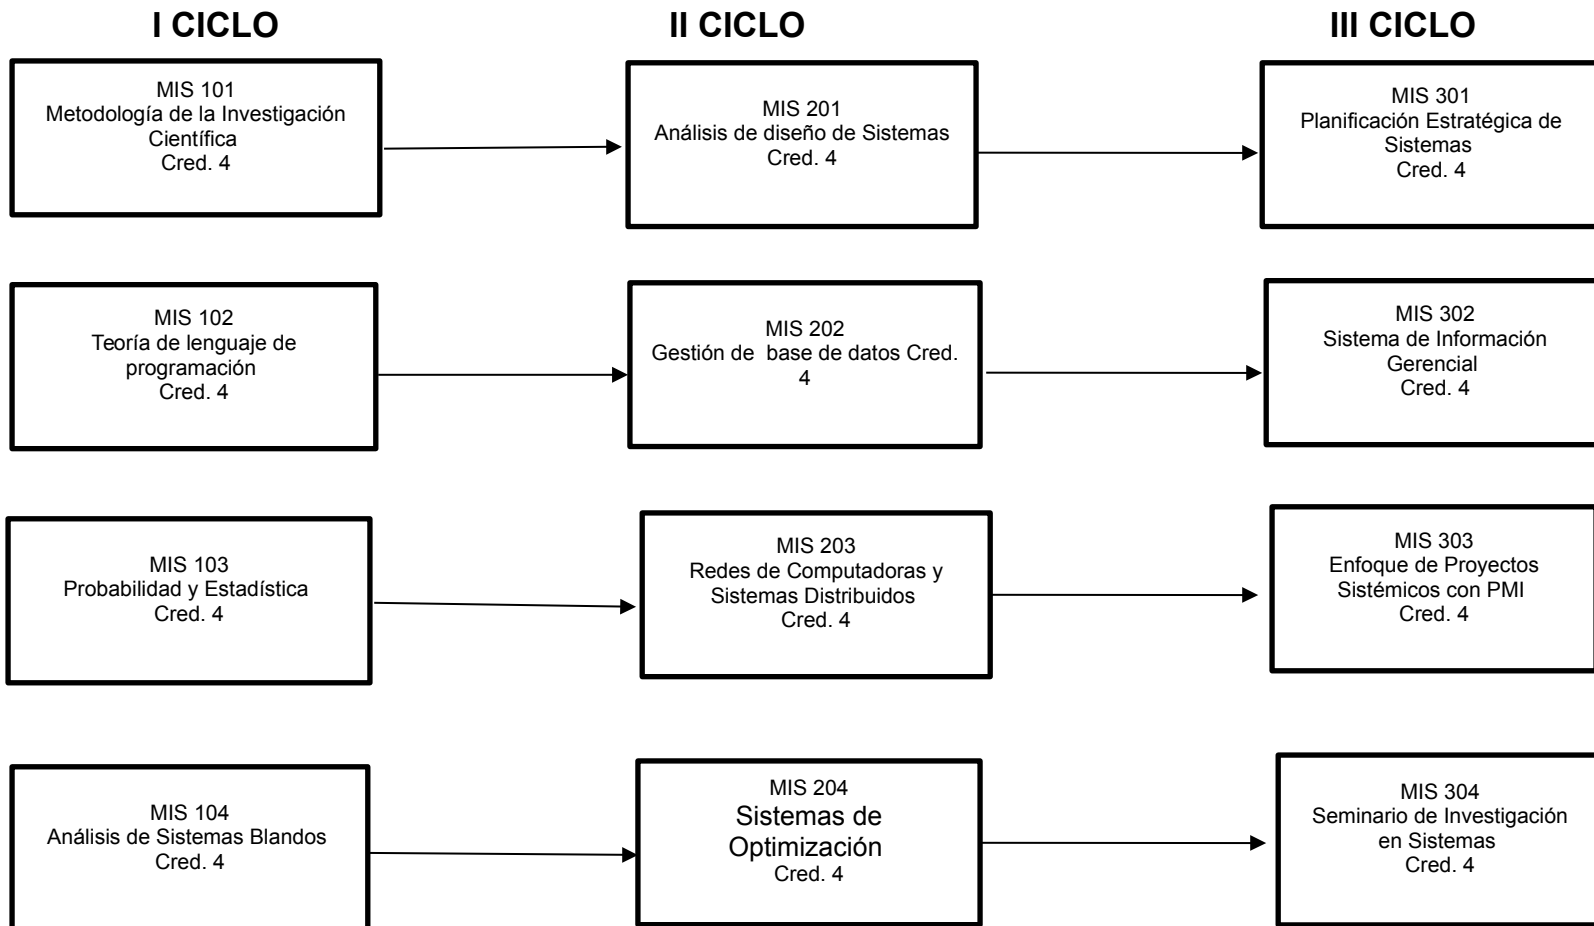 I CICLO
II CICLO
III CICLO
MIS 101
Metodología de la Investigación
Científica
Cred. 4
MIS 201
Análisis de diseño de Sistemas
Cred. 4
MIS 301
Planificación Estratégica de
Sistemas
Cred. 4
MIS 102
Teoría de lenguaje de
programación
Cred. 4
MIS 202
Gestión de  base de datos Cred.
4
MIS 302
Sistema de Información
Gerencial
Cred. 4
MIS 103
Probabilidad y Estadística
Cred. 4
MIS 203
Redes de Computadoras y
Sistemas Distribuidos
Cred. 4
MIS 303
Enfoque de Proyectos
Sistémicos con PMI
Cred. 4
MIS 104
Análisis de Sistemas Blandos
Cred. 4
MIS 204
Sistemas de
Optimización
Cred. 4
MIS 304
Seminario de Investigación
en Sistemas
Cred. 4